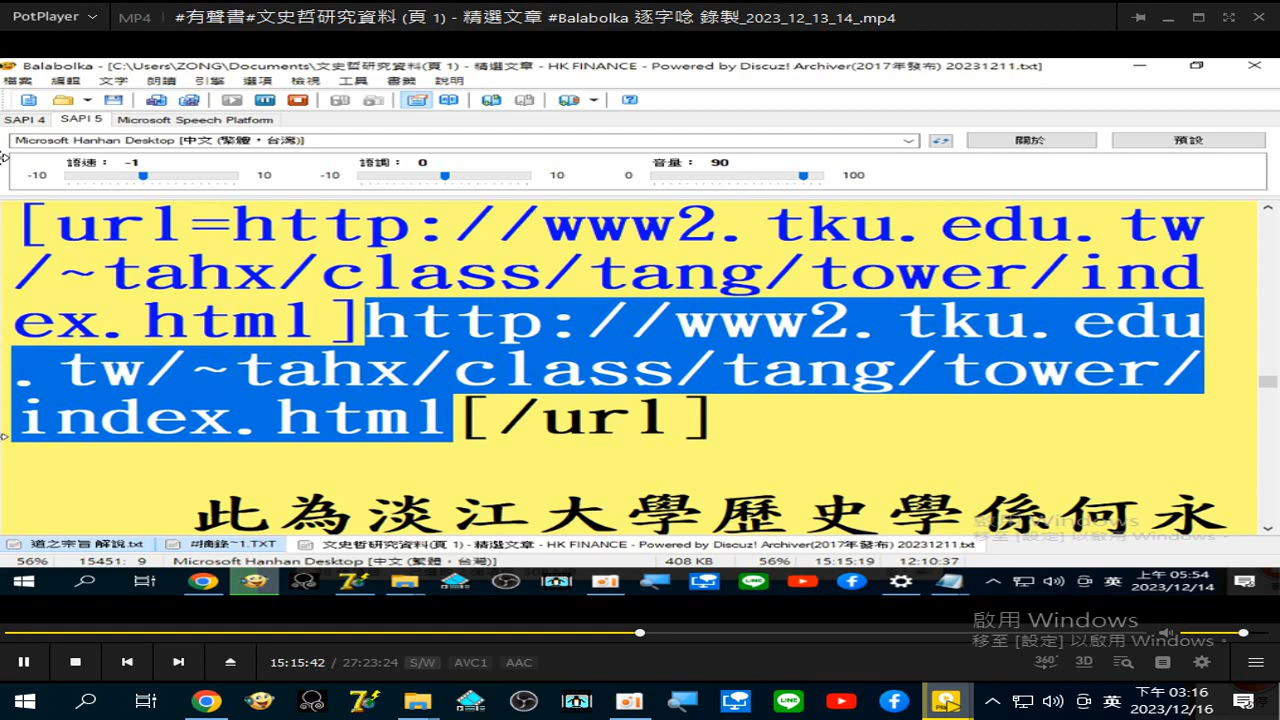 PotPlayer MP4 #有聲書#文史哲研究資料 (頁 1) - 精選文章 #Balabolka 逐字唸 錄製_2023_12_13_14_.mp4
Balabolka - [C:\Users\ZONG\Documents\文史哲研究資料(頁 1) - 精選文章 - HK FINANCE - Powered by Discuz! Archiver(2017年發布) 20231211.txt]
檔案 編輯 文字 朗讀 引擎 選項 檢視 工具 書籤 說明
SAPI 4 SAPI 5 Microsoft Speech Platform
Microsoft Hanhan Desktop [中文 (繁體，台灣)] 關於 預設
語速： -1 語調： 0 音量： 90
-10 10 -10 10 0 100
[url=http://www2.tku.edu.tw
/~tahx/class/tang/tower/ind
ex.html]http://www2.tku.edu
.tw/~tahx/class/tang/tower/
index.html[/url]
此為淡江大學歷史學係何永
啟用 Windows
移至 [設定] 以啟用 Windows。
道之宗旨 解說.txt #摘錄~1.TXT 文史哲研究資料(頁 1) - 精選文章 - HK FINANCE - Powered by Discuz! Archiver(2017年發布) 20231211.txt
56% 15451: 9 Microsoft Hanhan Desktop [中文 (繁體，台灣)] 408 KB 56% 15:15:19 12:10:37
英 上午 05:54
2023/12/14
啟用 Windows
移至 [設定] 以啟用 Windows。
15:15:42 / 27:23:24 S/W AVC1 AAC 360° 3D
英 下午 03:16
2023/12/16